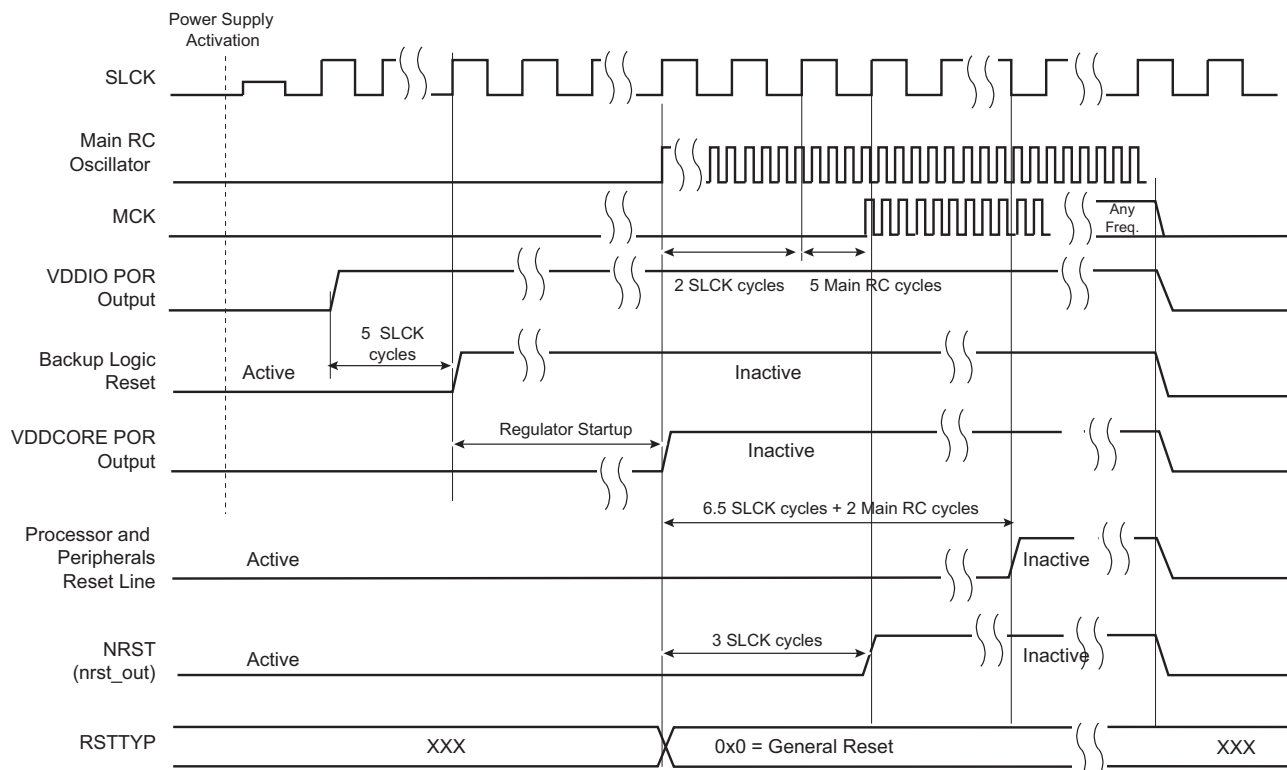 Power Supply
Activation
SLCK
Main RC
Oscillator
MCK
Any
Freq.
2 SLCK cycles
5 Main RC cycles
VDDIO POR
Output
5 SLCK
cycles
Backup Logic
Reset
Active
Inactive
VDDCORE POR
Output
Regulator Startup
Inactive
6.5 SLCK cycles + 2 Main RC cycles
Processor and
Peripherals
Reset Line
Active
Inactive
NRST
(nrst_out)
Active
3 SLCK cycles
Inactive
RSTTYP
XXX
0x0 = General Reset
XXX